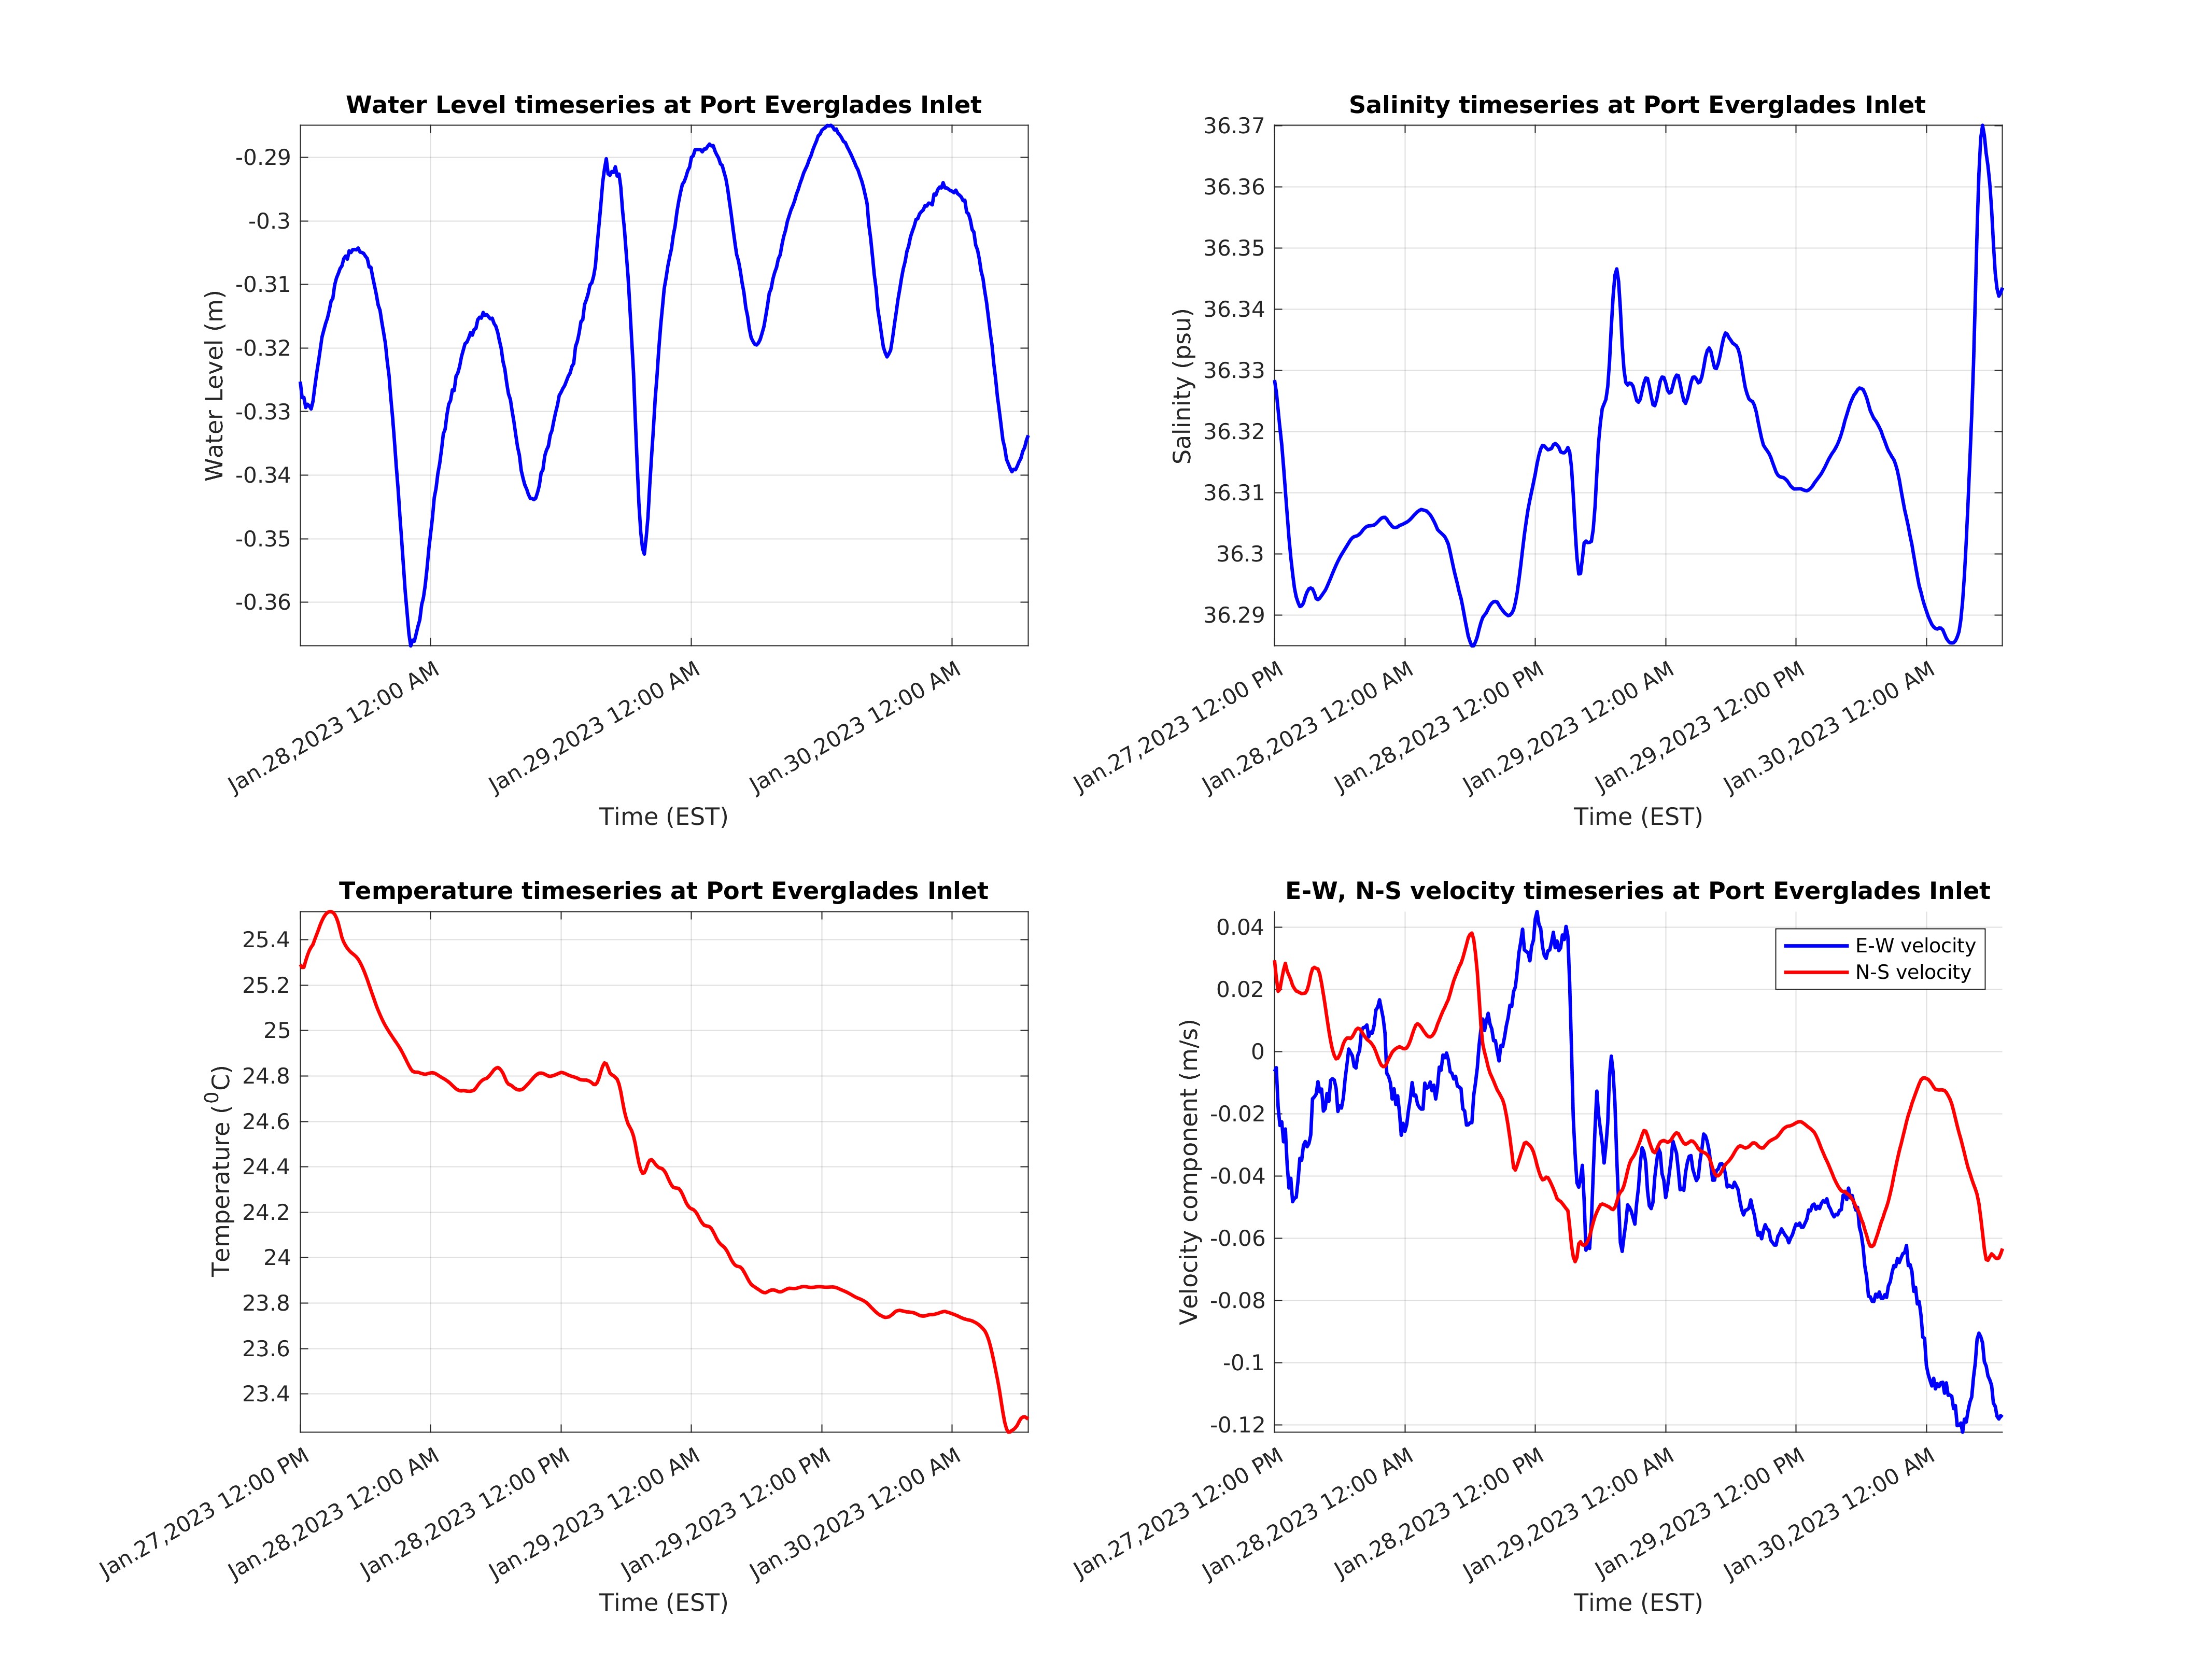 Water Level timeseries at Port Everglades Inlet
-0.29
-0.3
-0.31
-0.32
-0.33
-0.34
-0.35
-0.36
Water Level (m)
Jan.28,2023 12:00 AM
Jan.29,2023 12:00 AM
Jan.30,2023 12:00 AM
Time (EST)
Salinity timeseries at Port Everglades Inlet
36.37
36.36
36.35
36.34
36.33
36.32
36.31
36.3
36.29
Salinity (psu)
Jan.27,2023 12:00 PM
Jan.28,2023 12:00 AM
Jan.28,2023 12:00 PM
Jan.29,2023 12:00 AM
Jan.29,2023 12:00 PM
Jan.30,2023 12:00 AM
Time (EST)
Temperature timeseries at Port Everglades Inlet
25.4
25.2
25
24.8
24.6
24.4
24.2
24
23.8
23.6
23.4
Temperature (⁰C)
Jan.27,2023 12:00 PM
Jan.28,2023 12:00 AM
Jan.28,2023 12:00 PM
Jan.29,2023 12:00 AM
Jan.29,2023 12:00 PM
Jan.30,2023 12:00 AM
Time (EST)
E-W, N-S velocity timeseries at Port Everglades Inlet
0.04
0.02
0
-0.02
-0.04
-0.06
-0.08
-0.1
-0.12
Velocity component (m/s)
E-W velocity
N-S velocity
Jan.27,2023 12:00 PM
Jan.28,2023 12:00 AM
Jan.28,2023 12:00 PM
Jan.29,2023 12:00 AM
Jan.29,2023 12:00 PM
Jan.30,2023 12:00 AM
Time (EST)